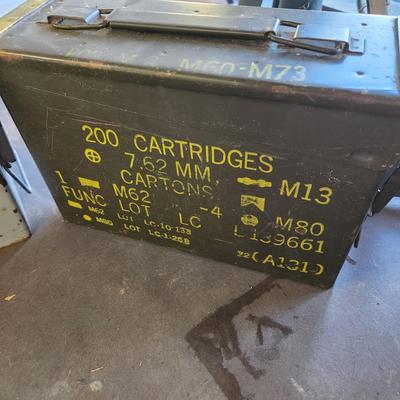 M60-M73
200 CARTRIDGES
7.62 MM M13
1 CARTONS
M62 -4 M80
FUNC LOT LC L139661
M62 LOT LC-10-133
M80 LOT LC-1-268
(A131)